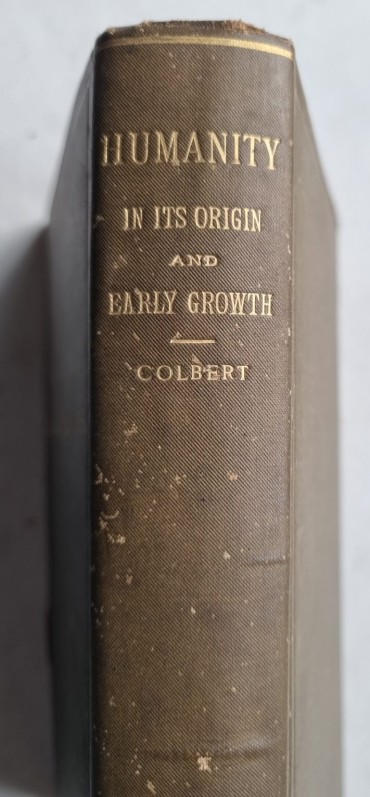 HUMANITY
IN ITS ORIGIN
AND
EARLY GROWTH
COLBERT